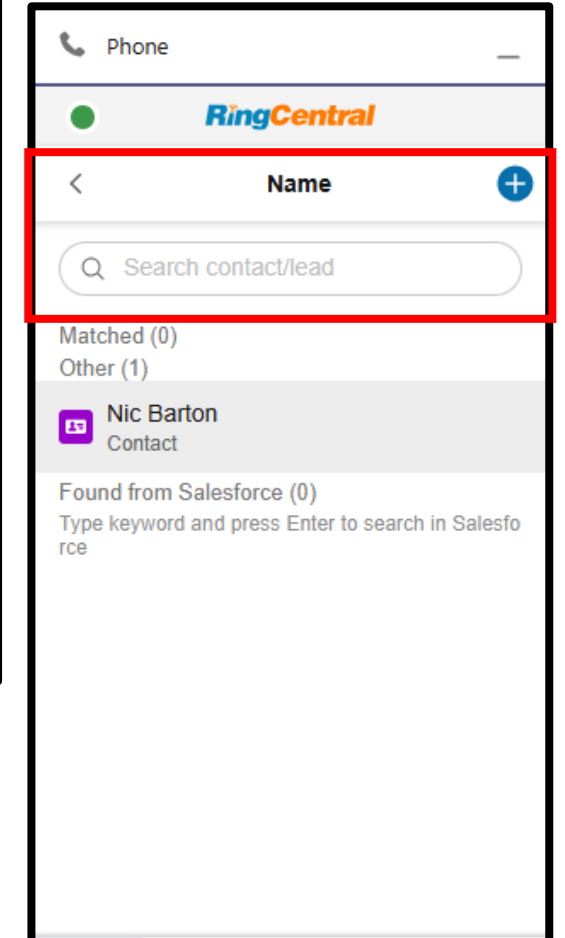 Phone
RingCentral
Name
Search contact/lead
Matched (0)
Other (1)
Nic Barton
Contact
Found from Salesforce (0)
Type keyword and press Enter to search in Salesfo
rce